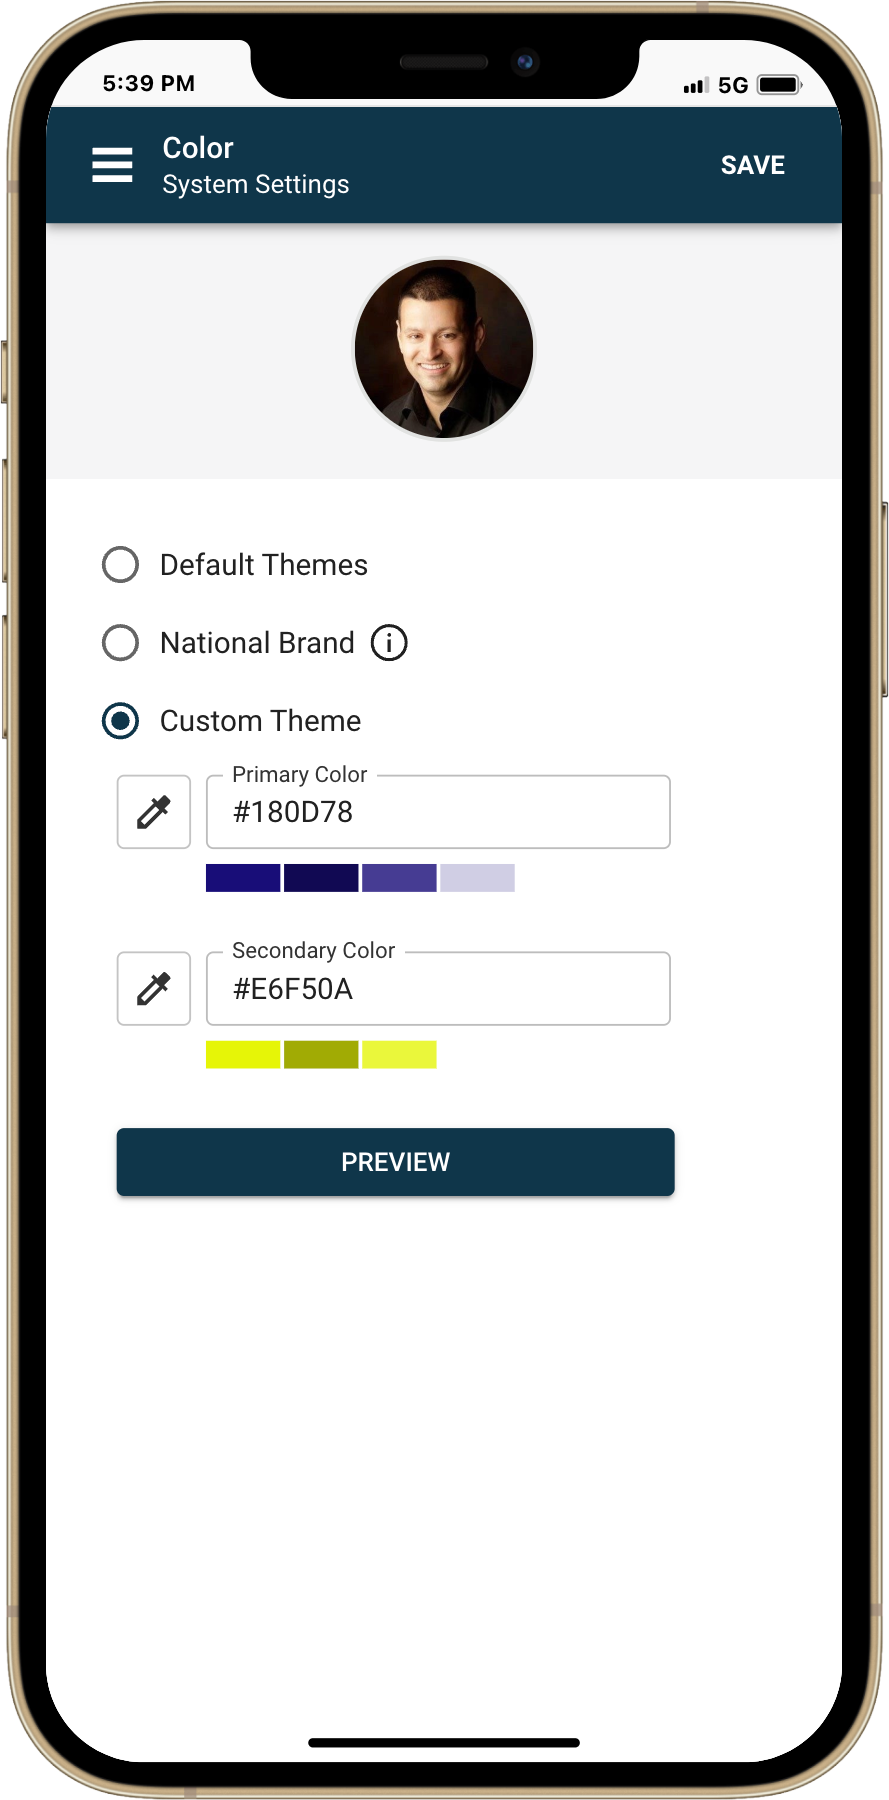 5:39 PM
5G
Color
System Settings
SAVE
Default Themes
National Brand
Custom Theme
Primary Color
#180D78
Secondary Color
#E6F50A
PREVIEW